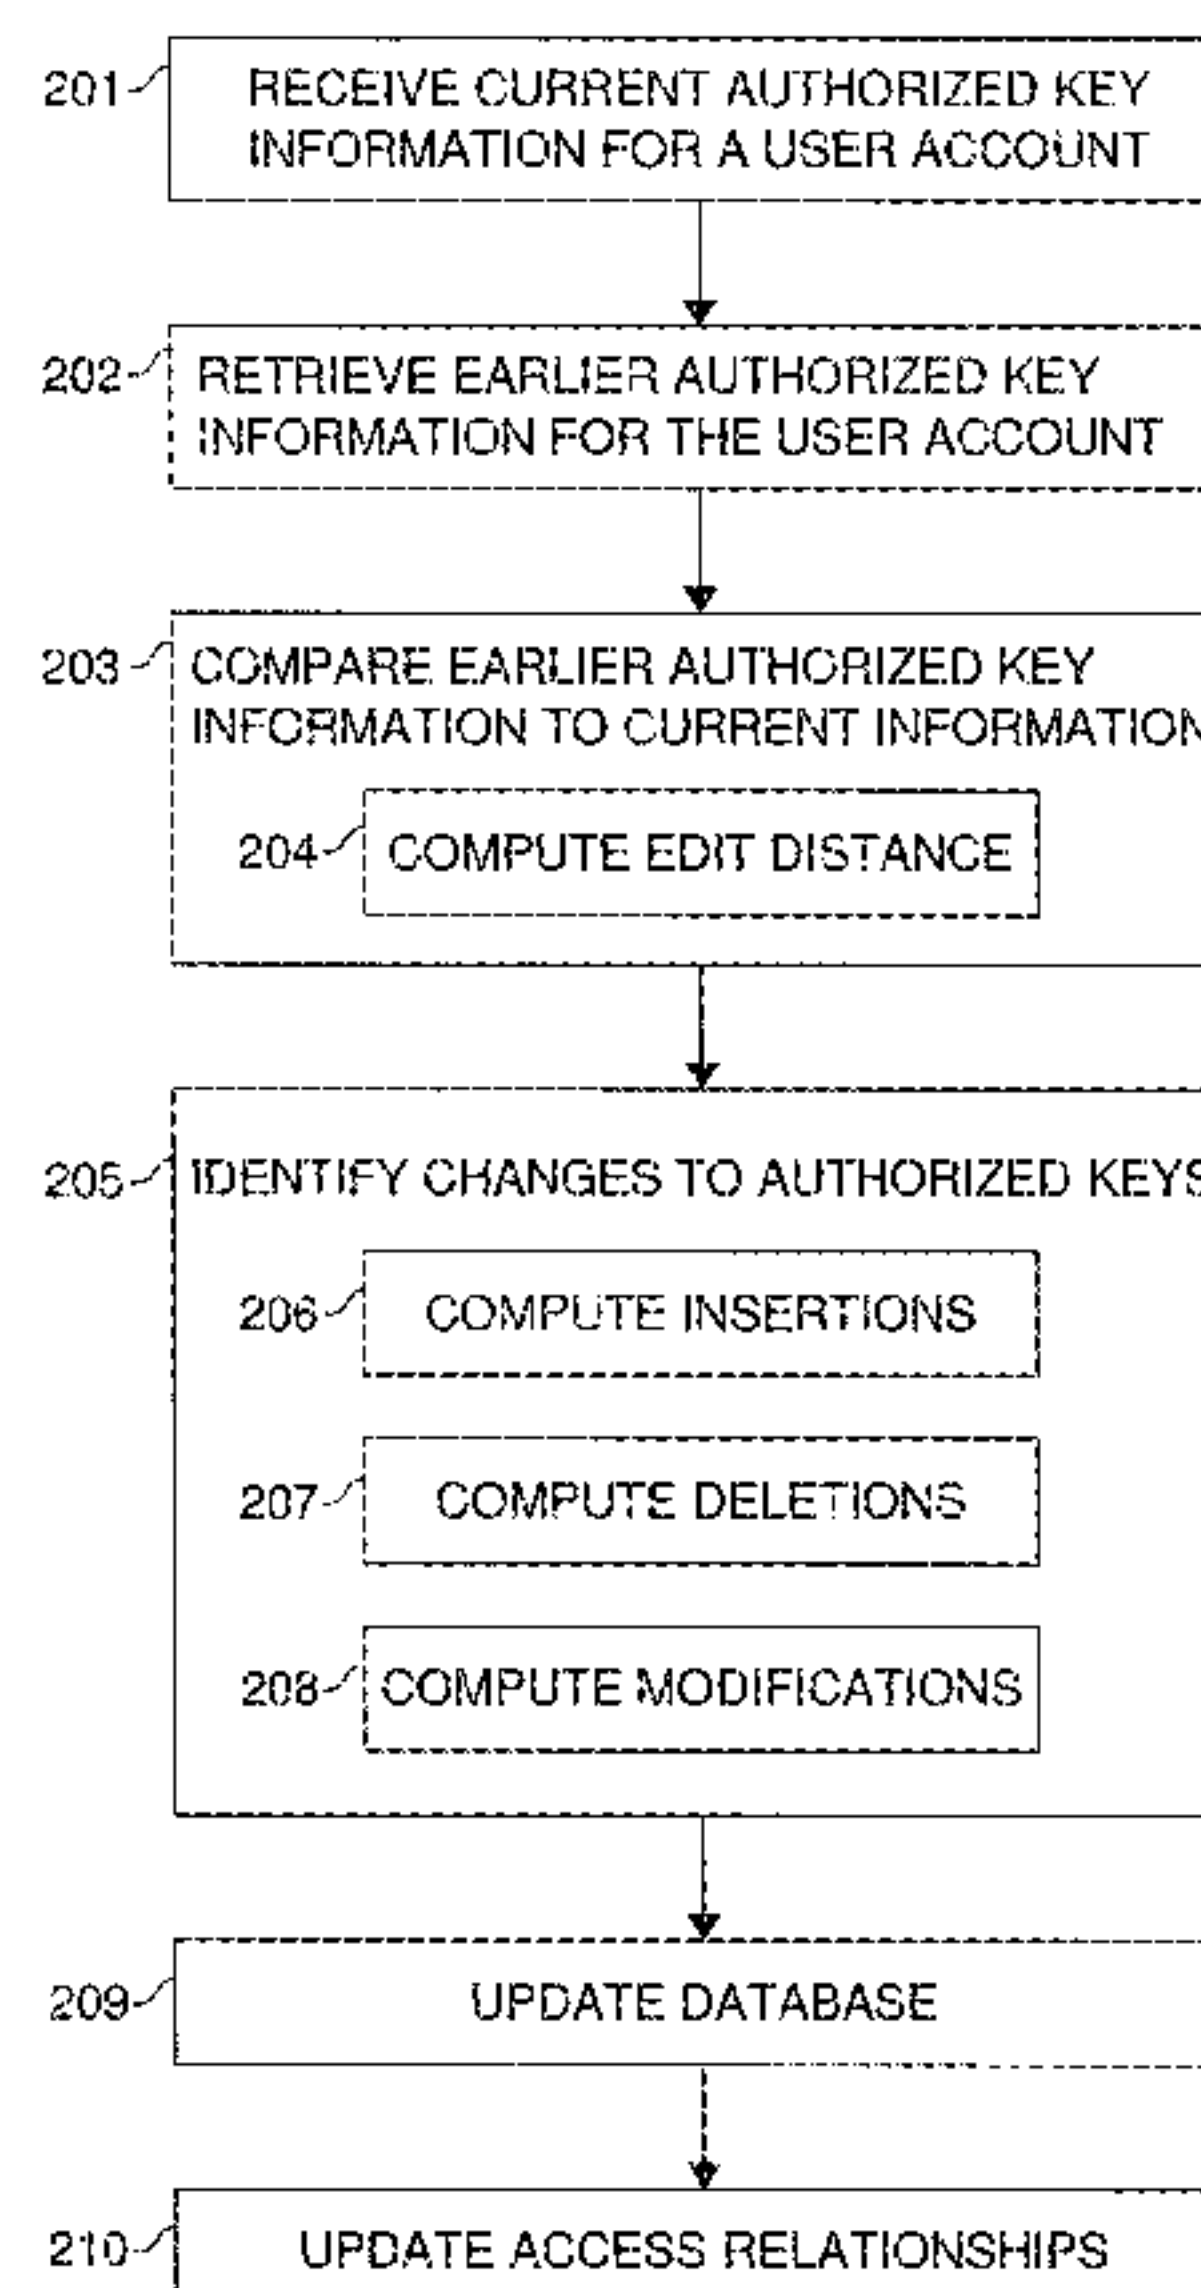 201 RECEIVE CURRENT AUTHORIZED KEY
INFORMATION FOR A USER ACCOUNT
202 RETRIEVE EARLIER AUTHORIZED KEY
INFORMATION FOR THE USER ACCOUNT
203 COMPARE EARLIER AUTHORIZED KEY
INFORMATION TO CURRENT INFORMATION
204 COMPUTE EDIT DISTANCE
205 IDENTIFY CHANGES TO AUTHORIZED KEYS
206 COMPUTE INSERTIONS
207 COMPUTE DELETIONS
208 COMPUTE MODIFICATIONS
209 UPDATE DATABASE
210 UPDATE ACCESS RELATIONSHIPS